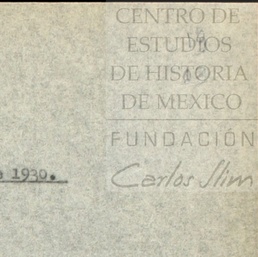 CENTRO DE
ESTUDIOS
DE HISTORIA
DE MEXICO
FUNDACIÓN
Carlos Slim
1930.